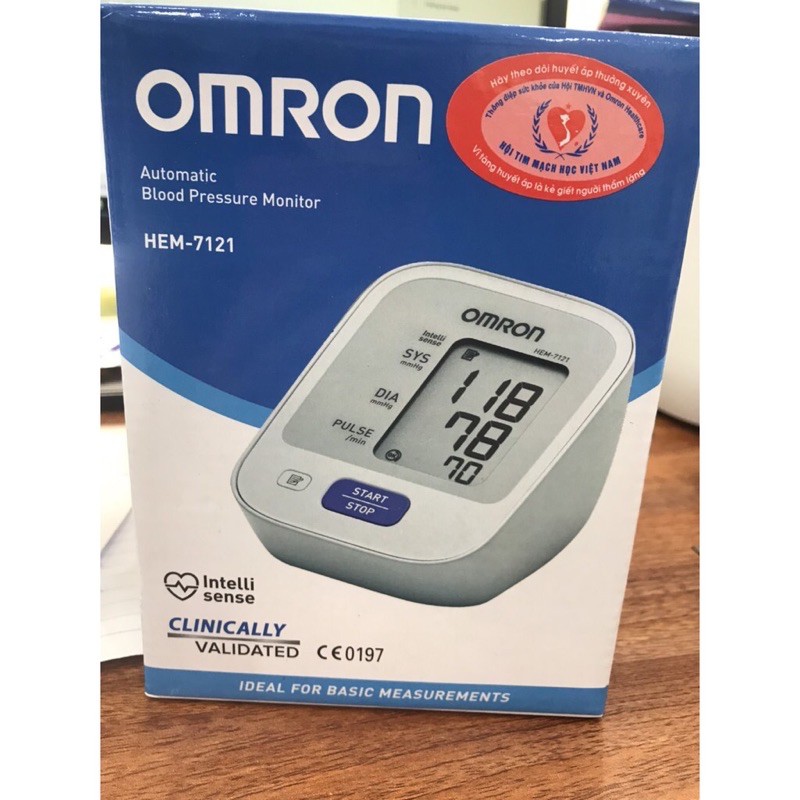 OMRON
Automatic
Blood Pressure Monitor
HEM-7121
Hãy theo dõi huyết áp thường xuyên
Thông điệp sức khỏe của Hội TMHVN và Omron Healthcare
HỘI TIM MẠCH HỌC VIỆT NAM
Vì tăng huyết áp là kẻ giết người thầm lặng
OMRON
HEM-7121
Intelli
sense
SYS
mmHg
118
DIA
mmHg
78
PULSE
/min
70
START
STOP
Intelli
sense
CLINICALLY
VALIDATED CE0197
IDEAL FOR BASIC MEASUREMENTS